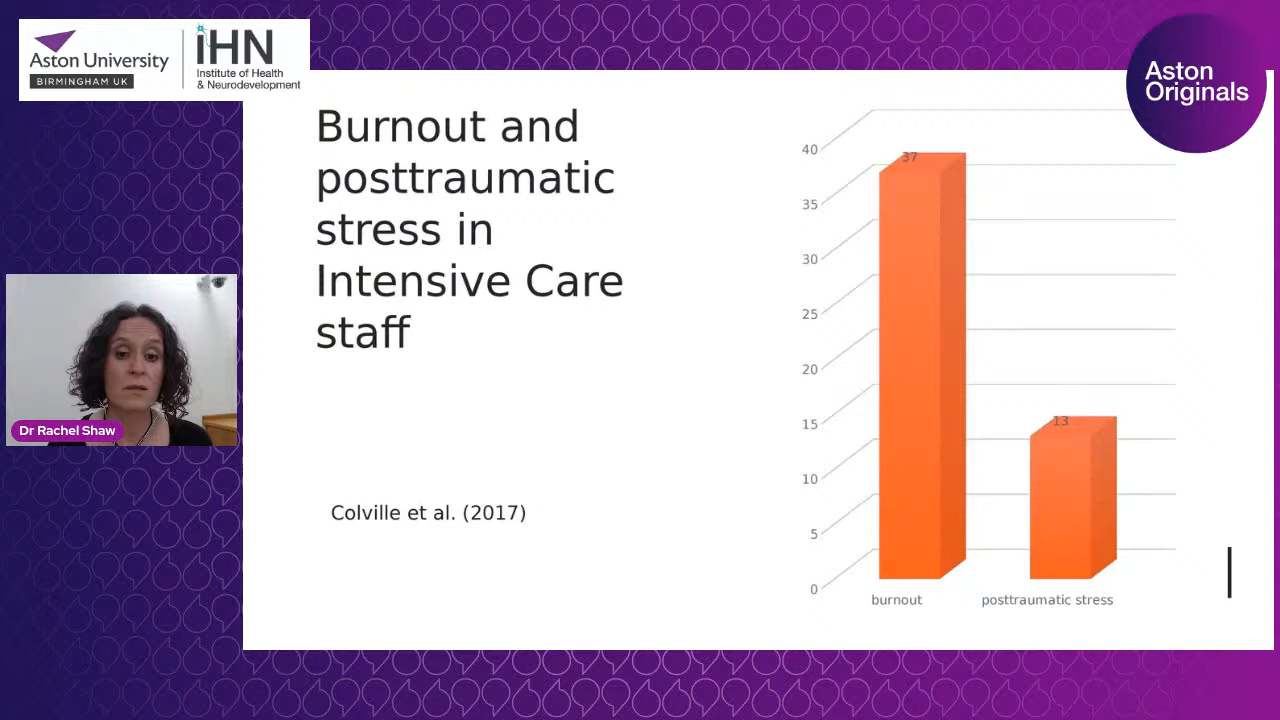 Aston University
BIRMINGHAM UK
iHN
Institute of Health
& Neurodevelopment
Aston
Originals
Burnout and
posttraumatic
stress in
Intensive Care
staff
Colville et al. (2017)
Dr Rachel Shaw
40
35
30
25
20
15
10
5
0
37
13
burnout
posttraumatic stress